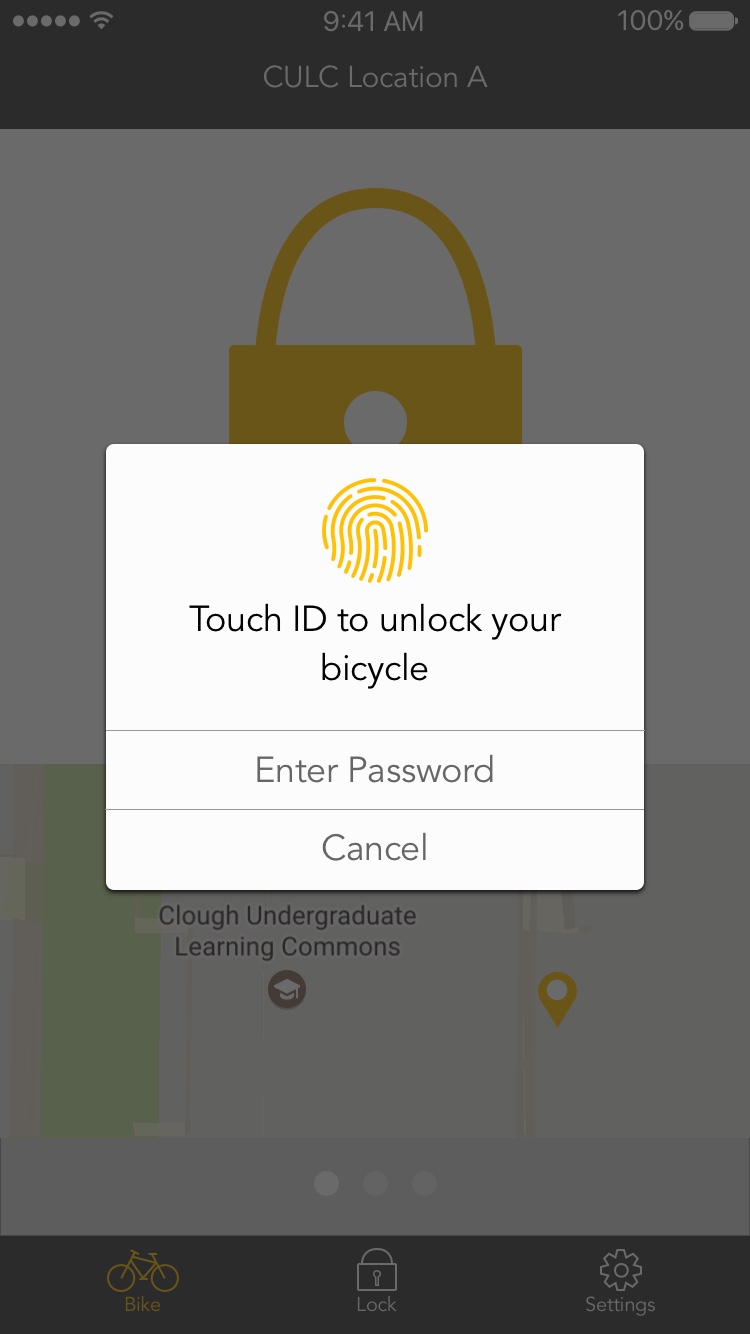 9:41 AM
100%
CULC Location A
Touch ID to unlock your
bicycle
Enter Password
Cancel
Clough Undergraduate
Learning Commons
Bike
Lock
Settings